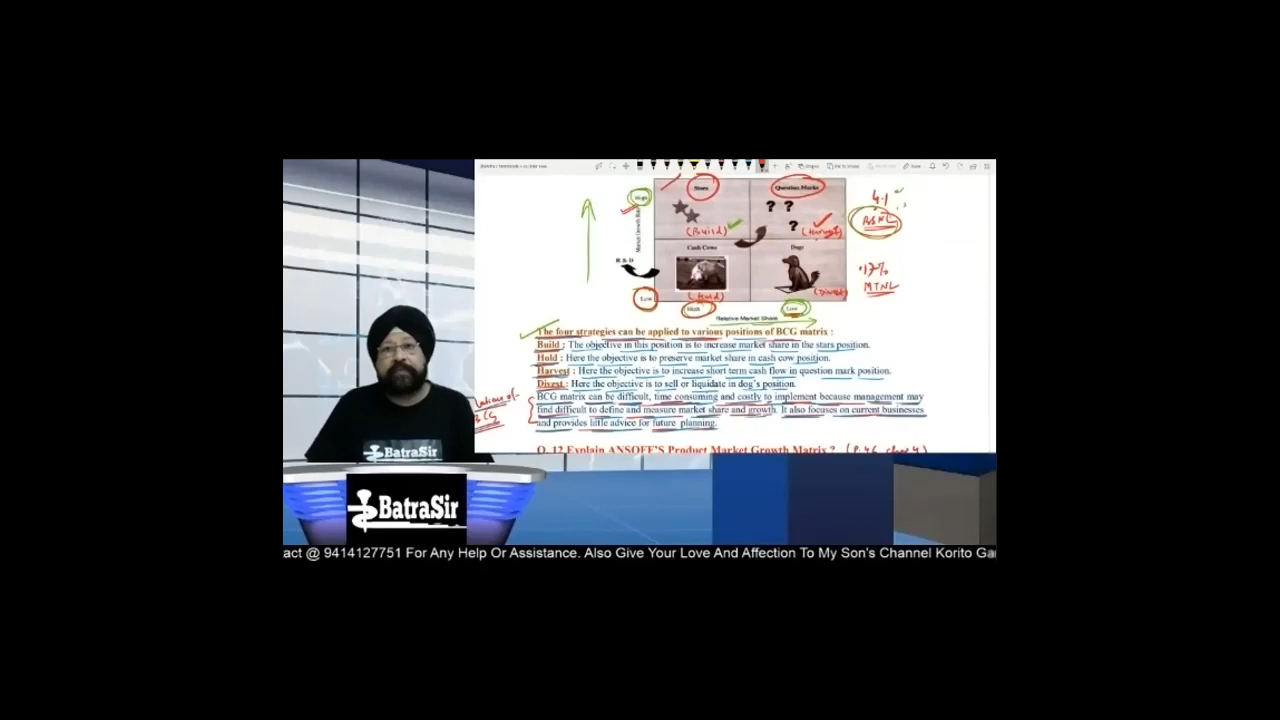 Stars
Question Marks
High
Market Growth Rate
4.1
BSNL
(Build)
(Harvest)
Cash Cows
Dogs
R & D
.17%
MTNL
Low
(Hold)
(Divest)
High
Low
Relative Market Share
The four strategies can be applied to various positions of BCG matrix :
Build : The objective in this position is to increase market share in the stars position.
Hold : Here the objective is to preserve market share in cash cow position.
Harvest : Here the objective is to increase short term cash flow in question mark position.
Divest : Here the objective is to sell or liquidate in dog's position.
BCG matrix can be difficult, time consuming and costly to implement because management may
find difficult to define and measure market share and growth. It also focuses on current businesses
and provides little advice for future planning.
BCG
Q. 12 Explain ANSOFF'S Product Market Growth Matrix ?
BatraSir
BatraSir
act @ 9414127751 For Any Help Or Assistance. Also Give Your Love And Affection To My Son's Channel Korito